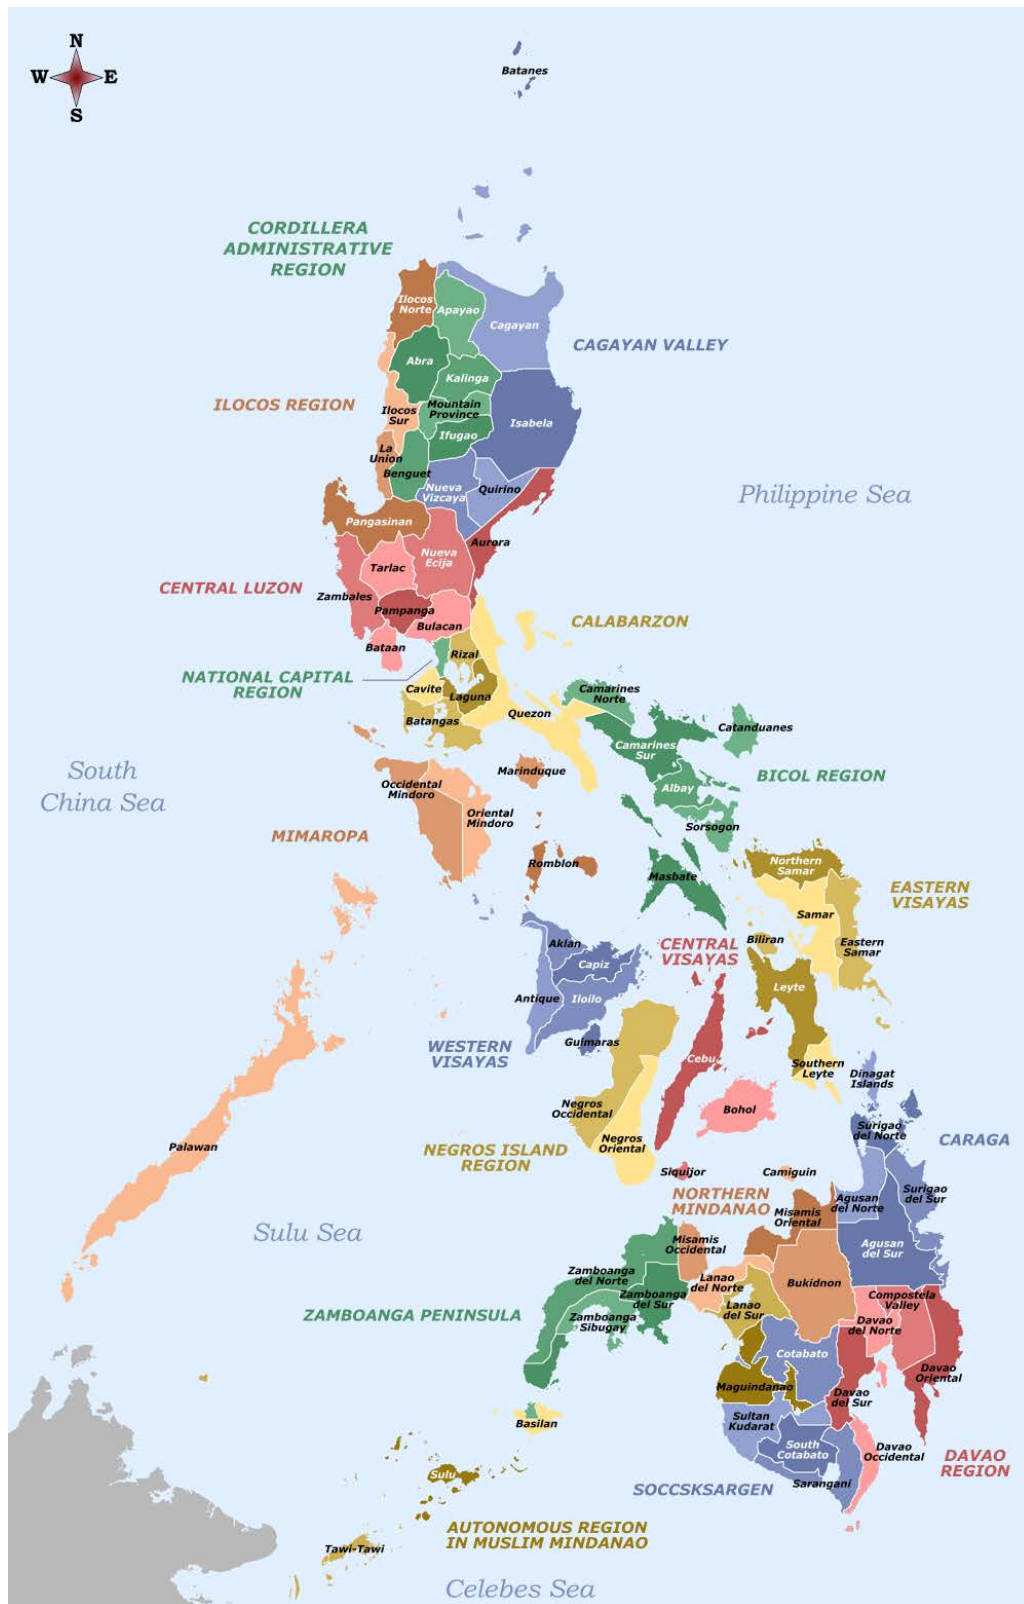 N
W
E
S
Batanes
CORDILLERA
ADMINISTRATIVE
REGION
Ilocos
Norte
Apayao
Cagayan
CAGAYAN VALLEY
Abra
Kalinga
ILOCOS REGION
Ilocos
Sur
Mountain
Province
Isabela
Ifugao
La
Union
Benguet
Nueva
Vizcaya
Quirino
Philippine Sea
Pangasinan
Aurora
Nueva
Ecija
Tarlac
CENTRAL LUZON
Zambales
Pampanga
Bulacan
CALABARZON
Bataan
Rizal
NATIONAL CAPITAL
REGION
Cavite
Laguna
Camarines
Norte
Quezon
Batangas
Catanduanes
Camarines
Sur
South
China Sea
Marinduque
BICOL REGION
Occidental
Mindoro
Albay
Oriental
Mindoro
Sorsogon
MIMAROPA
Romblon
Northern
Samar
Masbate
EASTERN
VISAYAS
Samar
Biliran
Eastern
Samar
CENTRAL
VISAYAS
Aklan
Capiz
Leyte
Antique
Iloilo
WESTERN
VISAYAS
Guimaras
Cebu
Southern
Leyte
Dinagat
Islands
Negros
Occidental
Bohol
Surigao
del Norte
CARAGA
Palawan
Negros
Oriental
NEGROS ISLAND
REGION
Siquijor
Camiguin
NORTHERN
MINDANAO
Agusan
del Norte
Surigao
del Sur
Misamis
Oriental
Sulu Sea
Misamis
Occidental
Agusan
del Sur
Zamboanga
del Norte
Lanao
del Norte
Bukidnon
Zamboanga
del Sur
Compostela
Valley
ZAMBOANGA PENINSULA
Zamboanga
Sibugay
Lanao
del Sur
Davao
del Norte
Cotabato
Davao
Oriental
Maguindanao
Davao
del Sur
Basilan
Sultan
Kudarat
South
Cotabato
Davao
Occidental
DAVAO
REGION
Sulu
Sarangani
SOCCSKSARGEN
AUTONOMOUS REGION
IN MUSLIM MINDANAO
Tawi-Tawi
Celebes Sea